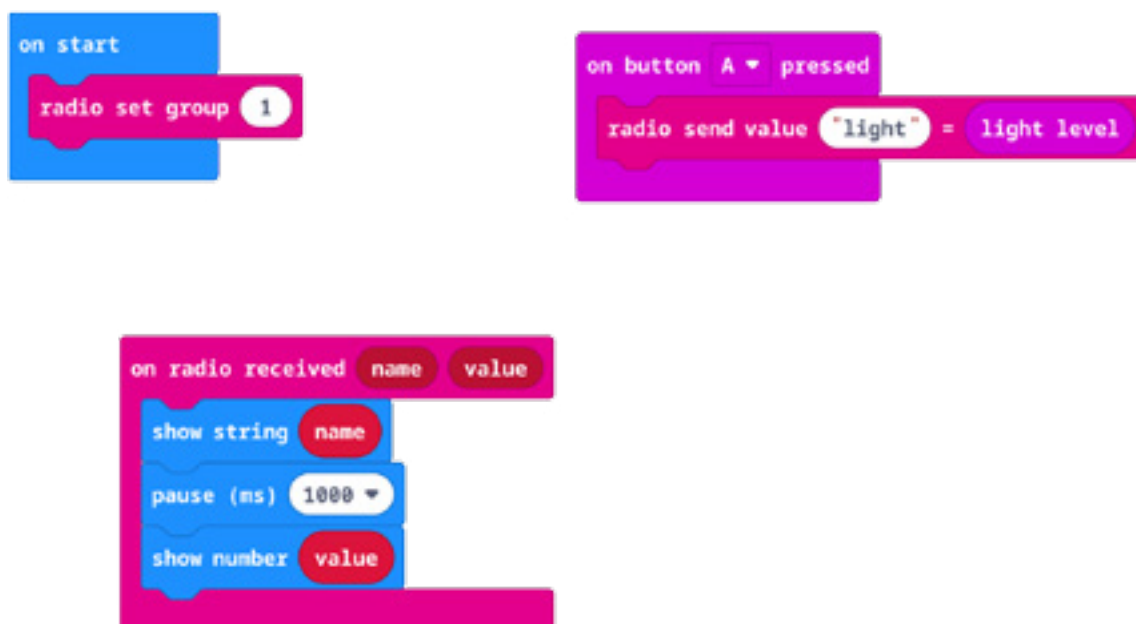 on start
radio set group 1
on button A pressed
radio send value "light" = light level
on radio received name value
show string name
pause (ms) 1000
show number value